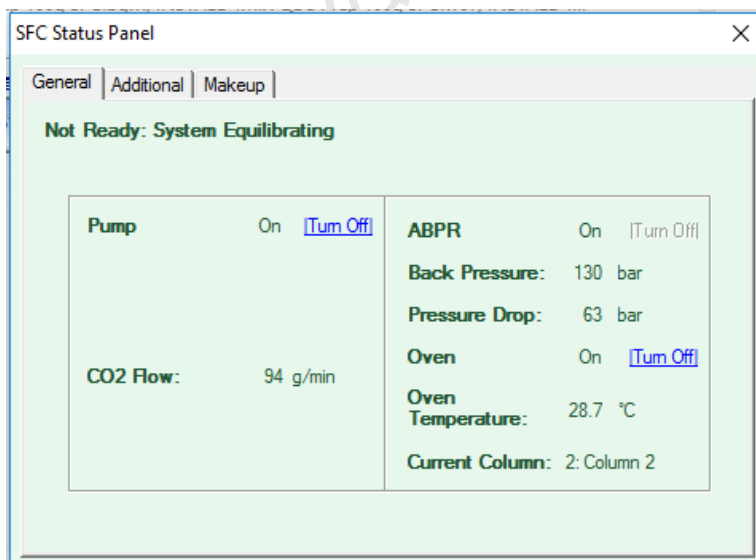 SFC Status Panel
General Additional Makeup
Not Ready: System Equilibrating
Pump On |Turn Off|
CO2 Flow: 94 g/min
ABPR On |Turn Off|
Back Pressure: 130 bar
Pressure Drop: 63 bar
Oven On |Turn Off|
Oven
Temperature: 28.7 °C
Current Column: 2: Column 2